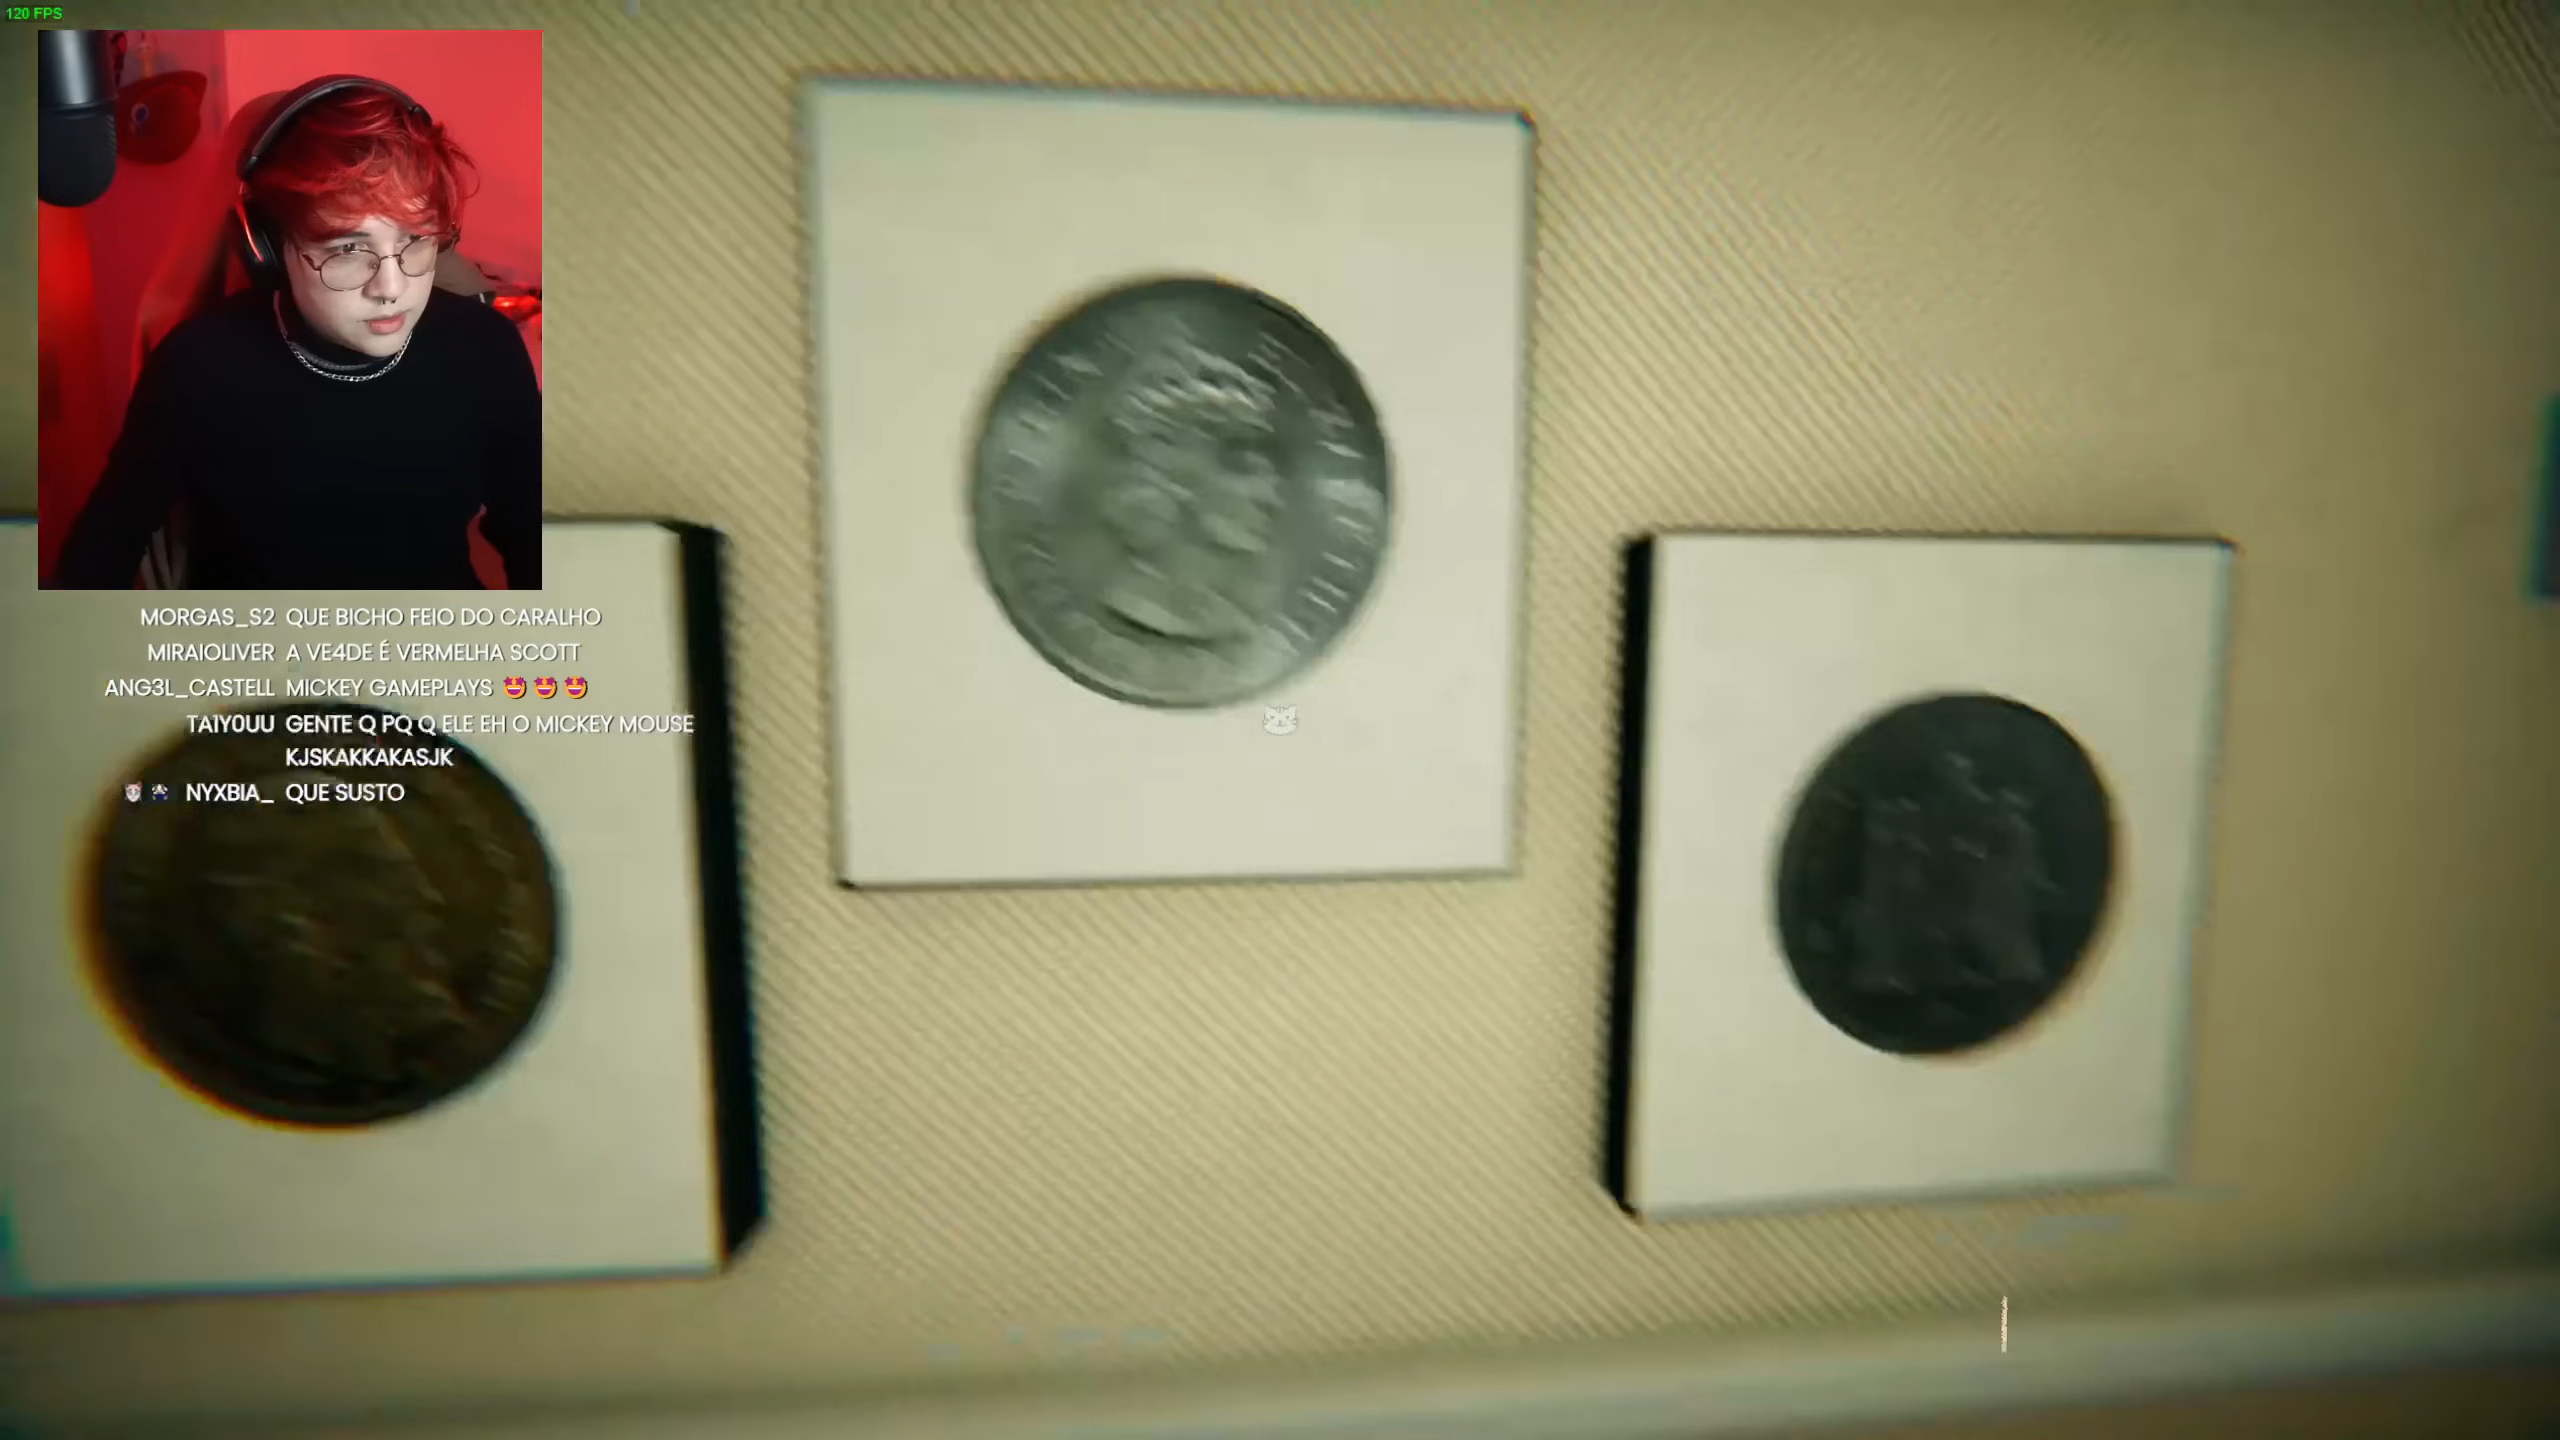 120 FPS
MORGAS_S2 QUE BICHO FEIO DO CARALHO
MIRAIOLIVER A VE4DE É VERMELHA SCOTT
ANG3L_CASTELL MICKEY GAMEPLAYS 🤩🤩🤩
TA1Y0UU GENTE Q PQ Q ELE EH O MICKEY MOUSE
KJSKAKKAKASJK
NYXBIA_ QUE SUSTO